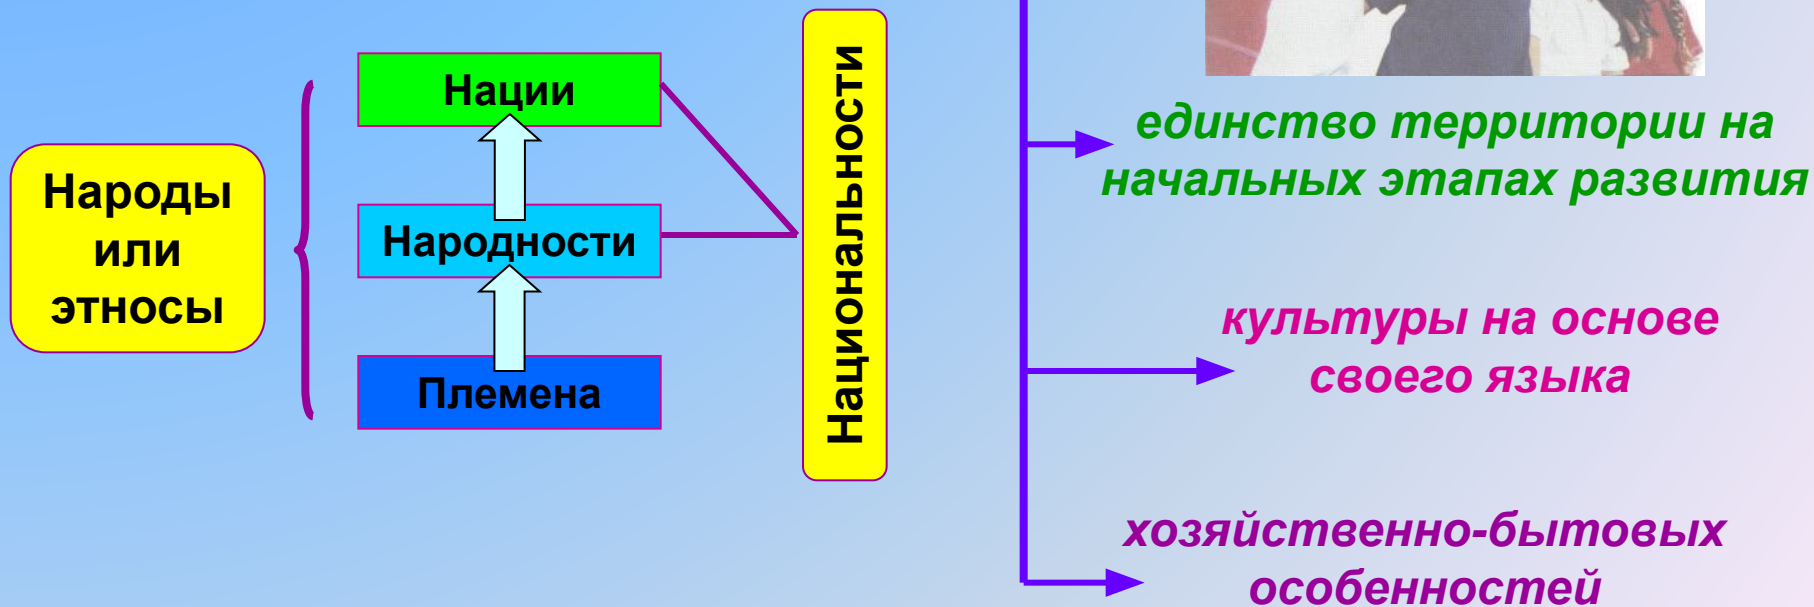 Народы
или
этносы
Нации
Народности
Племена
Национальности
единство территории на
начальных этапах развития
культуры на основе
своего языка
хозяйственно-бытовых
особенностей